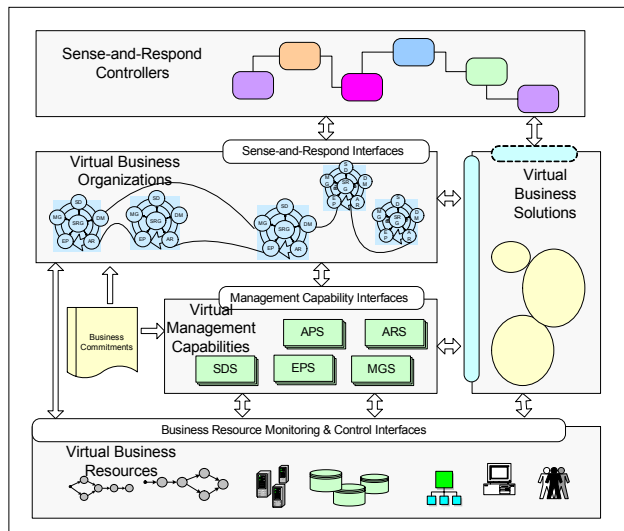 Sense-and-Respond
Controllers
Sense-and-Respond Interfaces
Virtual Business
Organizations
SD
MG
SRG
DM
EP
AR
SD
MG
SRG
DM
EP
AR
SD
MG
SRG
DM
EP
AR
SR
G
SR
G
Virtual
Business
Solutions
Management Capability Interfaces
Virtual
Management
Capabilities
APS
ARS
SDS
EPS
MGS
Business
Commitments
Business Resource Monitoring & Control Interfaces
Virtual Business
Resources